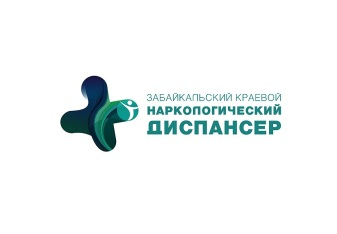 ЗАБАЙКАЛЬСКИЙ КРАЕВОЙ
НАРКОЛОГИЧЕСКИЙ
ДИСПАНСЕР